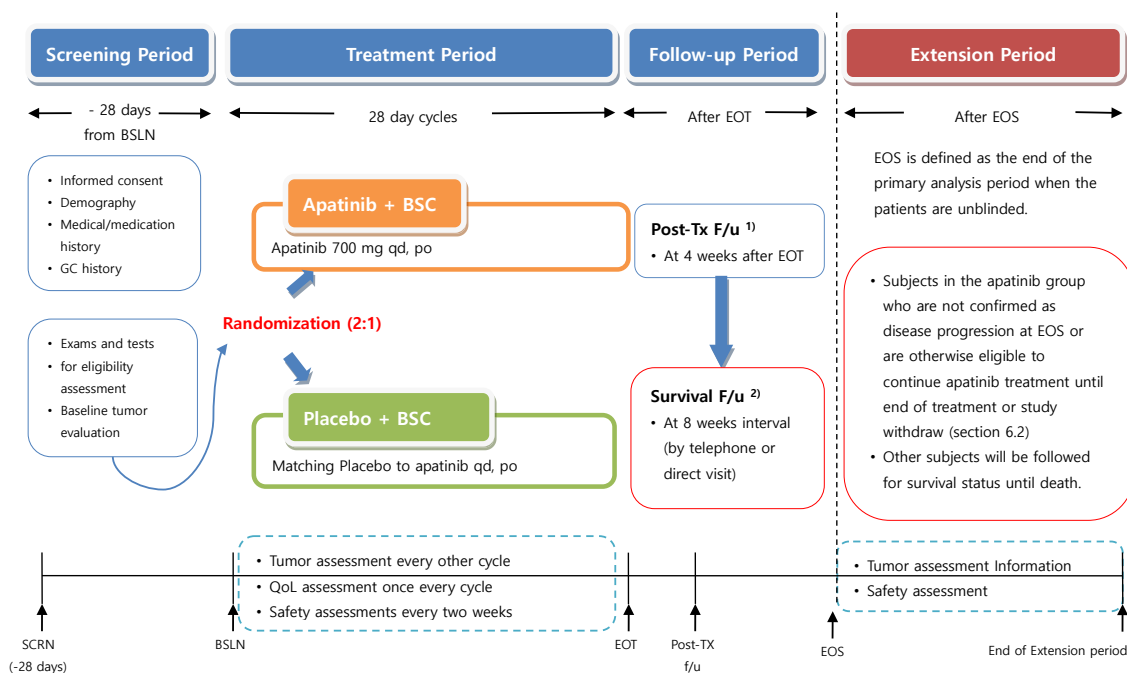 Screening Period
Treatment Period
Follow-up Period
Extension Period
- 28 days
from BSLN
28 day cycles
After EOT
After EOS
• Informed consent
• Demography
• Medical/medication
history
• GC history
• Exams and tests
• for eligibility
assessment
• Baseline tumor
evaluation
Randomization (2:1)
Apatinib + BSC
Apatinib 700 mg qd, po
Placebo + BSC
Matching Placebo to apatinib qd, po
Post-Tx F/u 1)
• At 4 weeks after EOT
Survival F/u 2)
• At 8 weeks interval
(by telephone or
direct visit)
EOS is defined as the end of the
primary analysis period when the
patients are unblinded.
• Subjects in the apatinib group
who are not confirmed as
disease progression at EOS or
are otherwise eligible to
continue apatinib treatment until
end of treatment or study
withdraw (section 6.2)
• Other subjects will be followed
for survival status until death.
• Tumor assessment every other cycle
• QoL assessment once every cycle
• Safety assessments every two weeks
• Tumor assessment Information
• Safety assessment
SCRN
(-28 days)
BSLN
EOT
Post-TX
f/u
EOS
End of Extension period